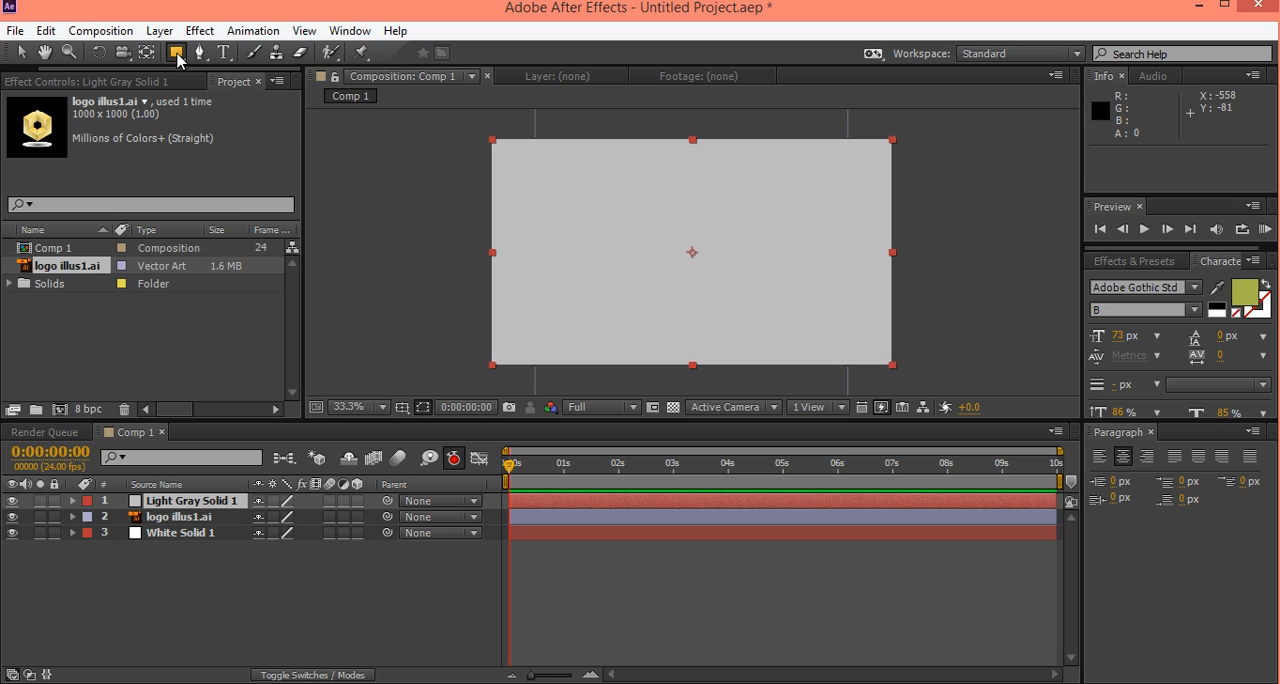 Ae
Adobe After Effects - Untitled Project.aep *
File Edit Composition Layer Effect Animation View Window Help
T
Workspace: Standard Search Help
Effect Controls: Light Gray Solid 1 Project ×
Composition: Comp 1 × Layer: (none) Footage: (none)
Info × Audio
Comp 1
logo illus1.ai ▾ , used 1 time
1000 x 1000 (1.00)
Millions of Colors+ (Straight)
R :
G :
B :
A : 0
X : -558
Y : -81
Preview ×
Name Type Size Frame ...
Comp 1 Composition 24
logo illus1.ai Vector Art 1.6 MB
Solids Folder
Effects & Presets Characte
Adobe Gothic Std
B
73 px 0 px
Metrics 0
- px
86 % 85 %
8 bpc
33.3% 0:00:00:00 Full Active Camera 1 View +0.0
Render Queue Comp 1 ×
Paragraph ×
0:00:00:00
00000 (24.00 fps)
01s 02s 03s 04s 05s 06s 07s 08s 09s 10s
# Source Name Parent
1 Light Gray Solid 1 None
2 logo illus1.ai None
3 White Solid 1 None
0 px 0 px 0 px
0 px 0 px
Toggle Switches / Modes